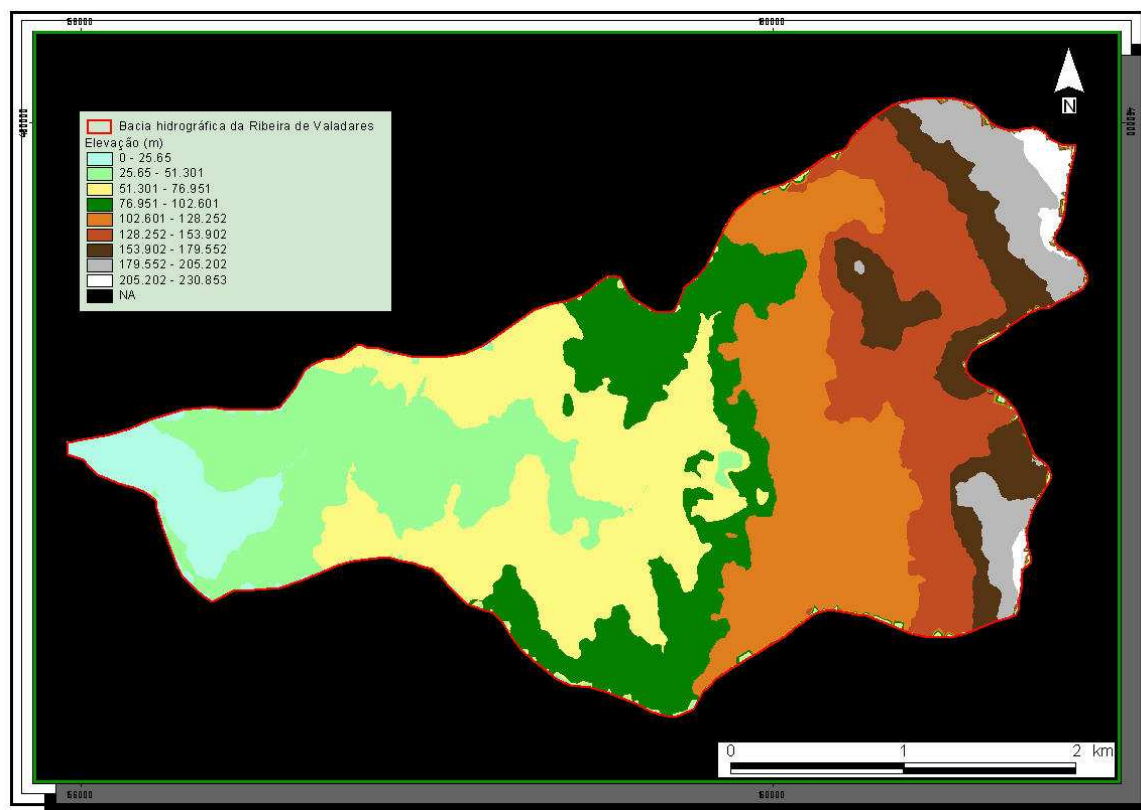 N
Bacia hidrográfica da Ribeira de Valadares
Elevação (m)
0 - 25.65
25.65 - 51.301
51.301 - 76.951
76.951 - 102.601
102.601 - 128.252
128.252 - 153.902
153.902 - 179.552
179.552 - 205.202
205.202 - 230.853
NA
0 1 2 km